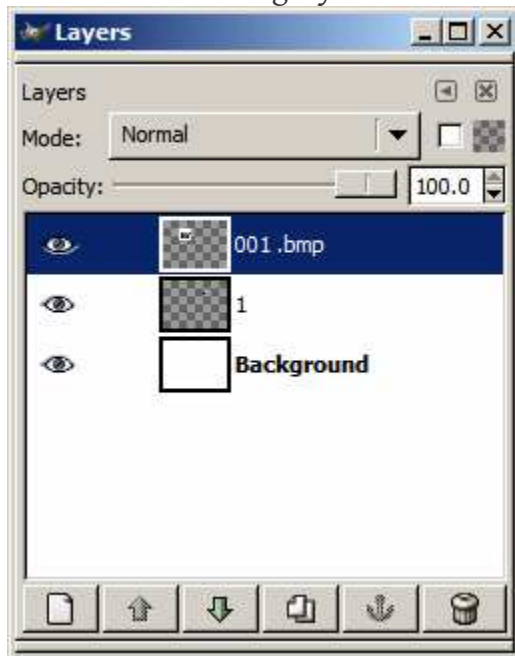 Layers
Layers
Mode: Normal
Opacity: 100.0
001.bmp
1
Background